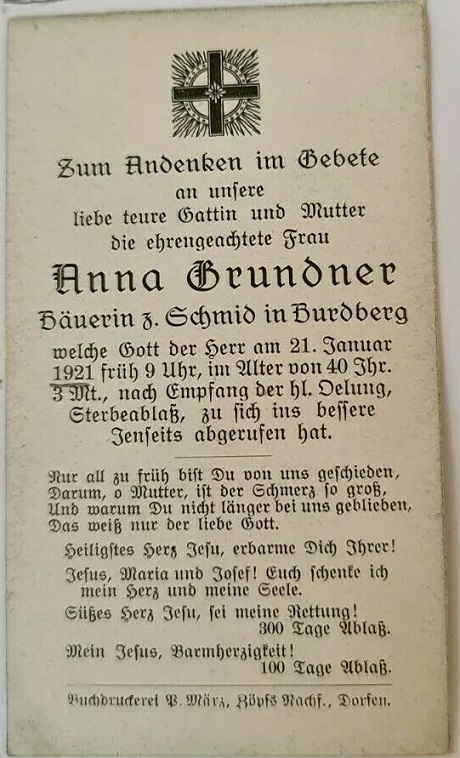 Zum Andenken im Gebete
an unsere
liebe teure Gattin und Mutter
die ehrengeachtete Frau
Anna Grundner
Bäuerin z. Schmid in Burdberg
welche Gott der Herr am 21. Januar
1921 früh 9 Uhr, im Alter von 40 Ihr.
3 Mt., nach Empfang der hl. Oelung,
Sterbeablaß, zu sich ins bessere
Jenseits abgerufen hat.
Nur all zu früh bist Du von uns geschieden,
Darum, o Mutter, ist der Schmerz so groß,
Und warum Du nicht länger bei uns geblieben,
Das weiß nur der liebe Gott.
Heiligstes Herz Jesu, erbarme Dich Ihrer!
Jesus, Maria und Josef! Euch schenke ich
mein Herz und meine Seele.
Süßes Herz Jesu, sei meine Rettung!
300 Tage Ablaß.
Mein Jesus, Barmherzigkeit!
100 Tage Ablaß.
Buchdruckerei P. März, Höpfs Nachf., Dorfen.